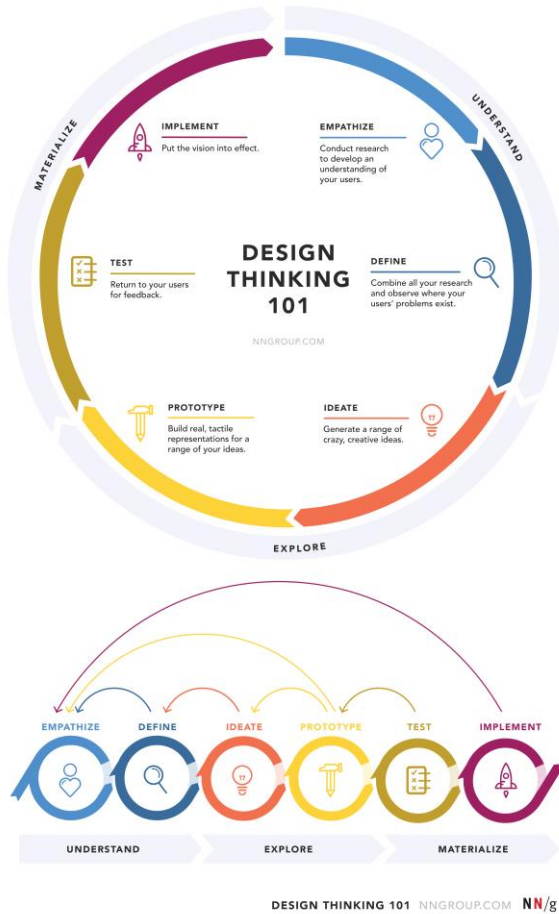 MATERIALIZE
UNDERSTAND
IMPLEMENT
Put the vision into effect.
EMPATHIZE
Conduct research
to develop an
understanding of
your users.
TEST
Return to your users
for feedback.
DESIGN
THINKING
101
NNGROUP.COM
DEFINE
Combine all your research
and observe where your
users' problems exist.
PROTOTYPE
Build real, tactile
representations for a
range of your ideas.
IDEATE
Generate a range of
crazy, creative ideas.
EXPLORE
EMPATHIZE DEFINE IDEATE PROTOTYPE TEST IMPLEMENT
UNDERSTAND EXPLORE MATERIALIZE
DESIGN THINKING 101 NNGROUP.COM NN/g